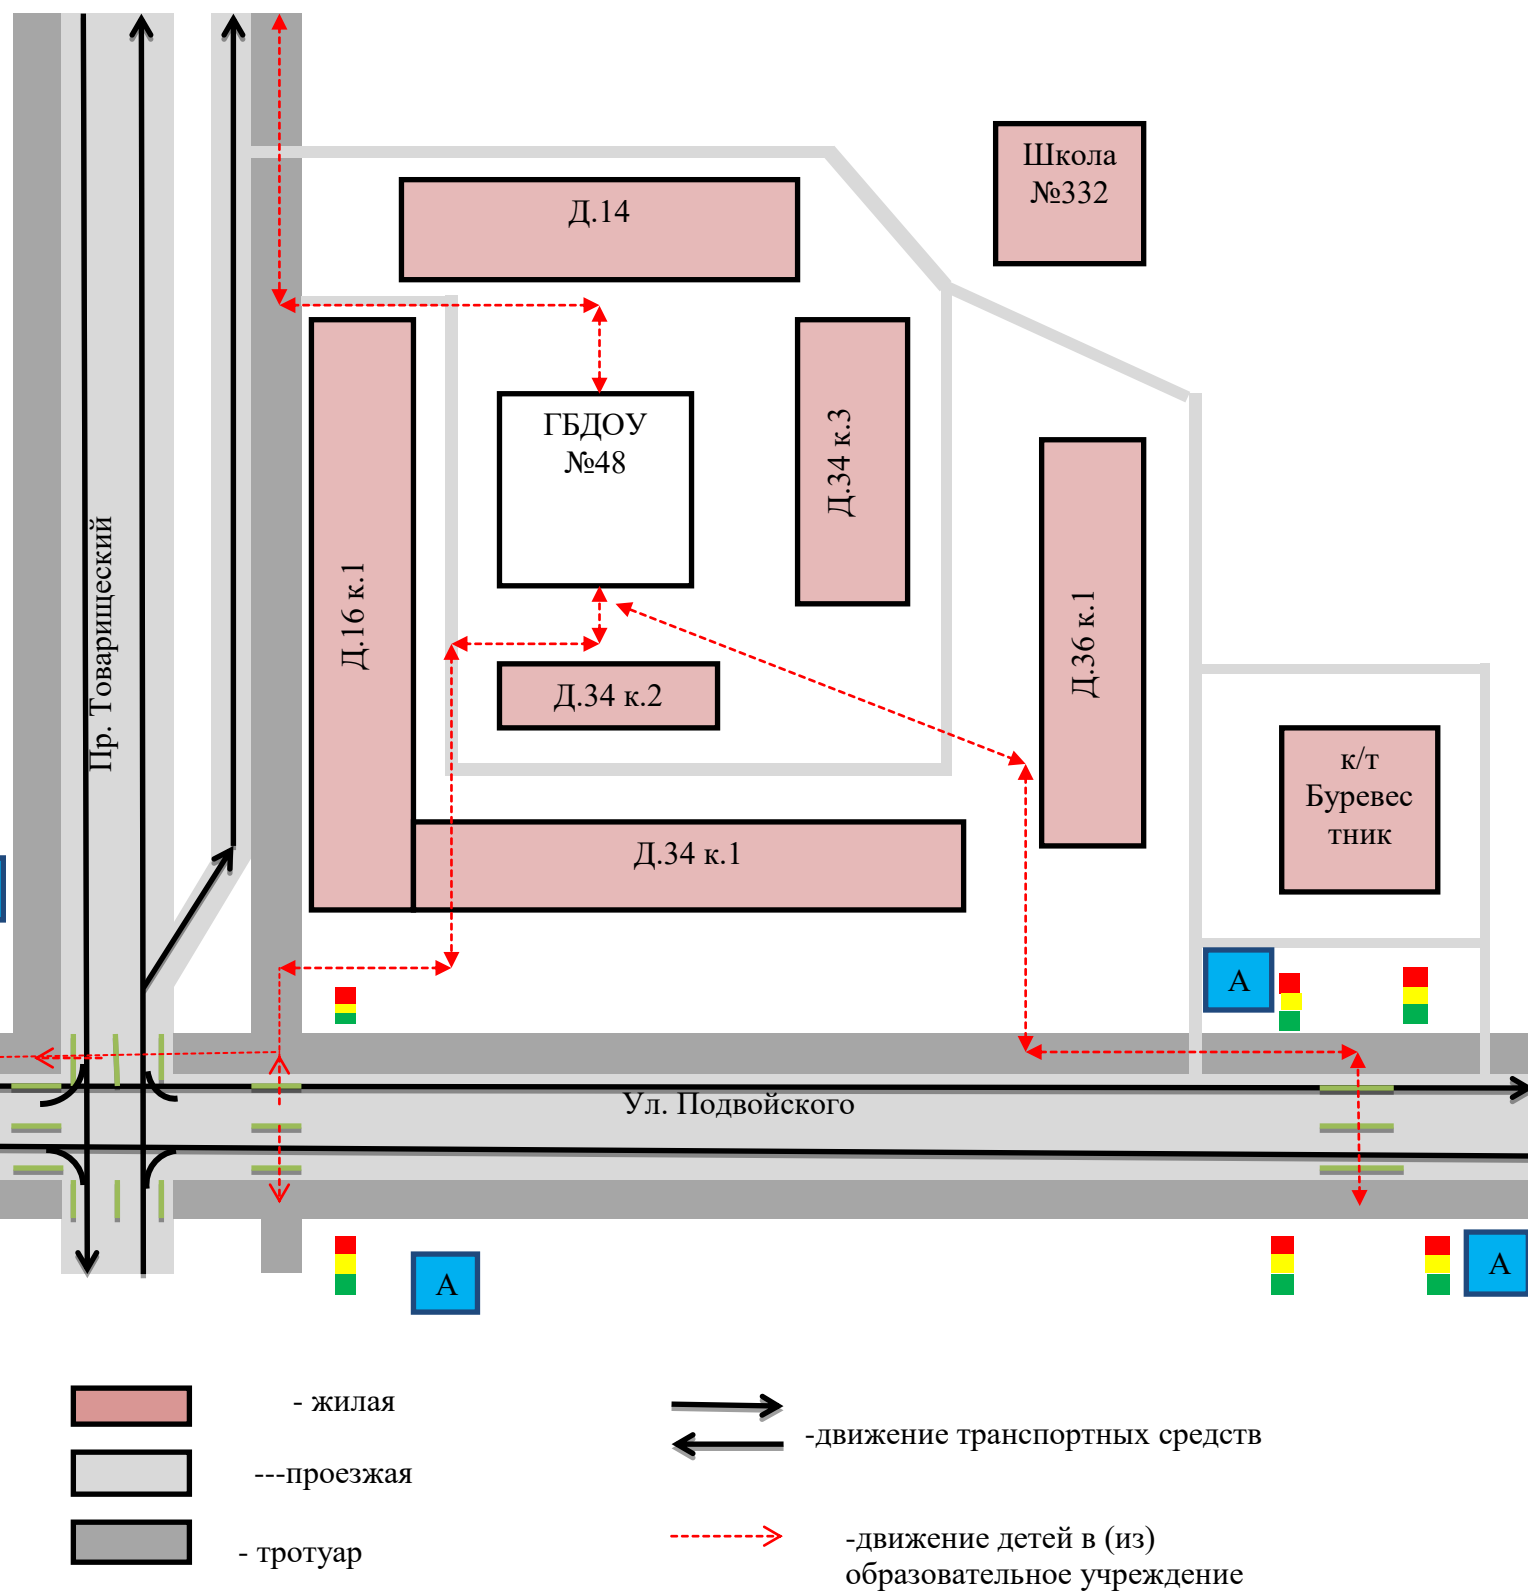 Школа
№332
Д.14
ГБДОУ
№48
Д.34 к.3
Д.16 к.1
Д.36 к.1
Пр. Товарищеский
Д.34 к.2
к/т
Буревес
тник
Д.34 к.1
А
Ул. Подвойского
А
А
- жилая
-движение транспортных средств
---проезжая
- тротуар
-движение детей в (из)
образовательное учреждение